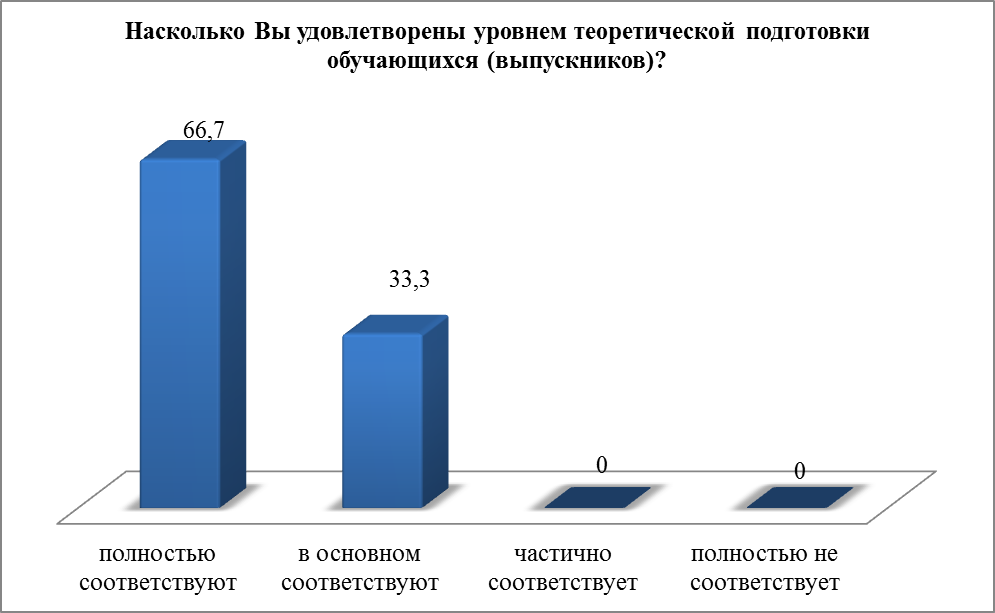 Насколько Вы удовлетворены уровнем теоретической подготовки
обучающихся (выпускников)?
66,7
33,3
0
0
полностью
соответствуют
в основном
соответствуют
частично
соответствует
полностью не
соответствует